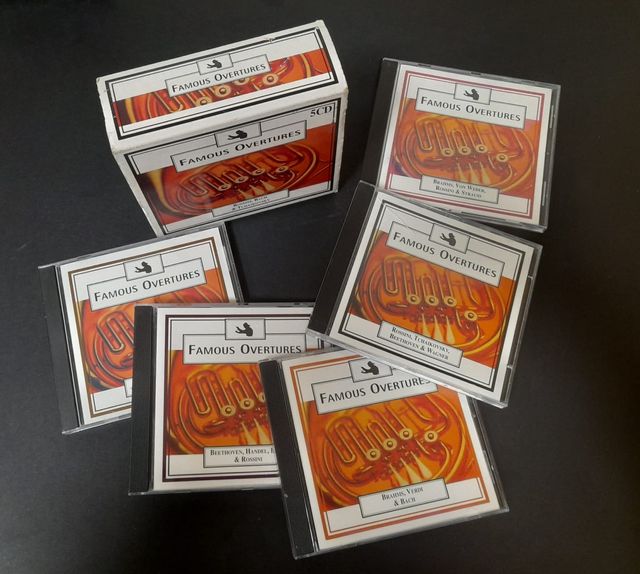 FAMOUS OVERTURES
5CD
FAMOUS OVERTURES
& TCHAIKOVSKY
FAMOUS OVERTURES
BRAHMS, VON WEBER,
ROSSINI & STRAUSS
FAMOUS OVERTURES
ROSSINI, TCHAIKOVSKY,
BEETHOVEN & WAGNER
FAMOUS OVERTURES
FAMOUS OVERTURES
BEETHOVEN, HANDEL,
& ROSSINI
FAMOUS OVERTURES
BRAHMS, VERDI
& BACH